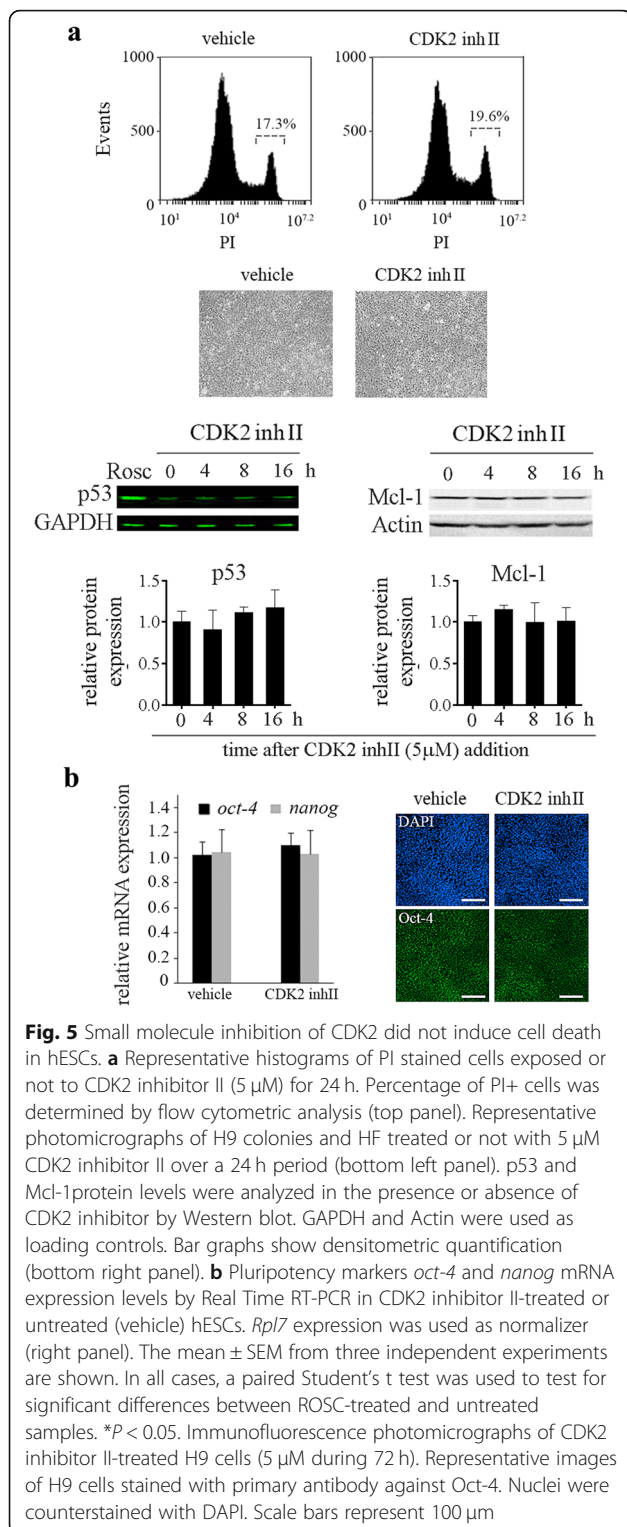 a
vehicle
CDK2 inh II
1000
500
0
Events
17.3%
10¹ 10⁴ 10⁷·²
PI
1000
500
0
19.6%
10¹ 10⁴ 10⁷·²
PI
vehicle
CDK2 inh II
CDK2 inh II
Rosc 0 4 8 16 h
p53
GAPDH
CDK2 inh II
0 4 8 16 h
Mcl-1
Actin
p53
relative protein
expression
1.5
1.0
0.5
0.0
0 4 8 16 h
Mcl-1
relative protein
expression
1.5
1.0
0.5
0.0
0 4 8 16 h
time after CDK2 inhII (5μM) addition
b
oct-4 nanog
relative mRNA expression
1.4
1.2
1.0
0.8
0.6
0.4
0.2
0
vehicle CDK2 inhII
vehicle CDK2 inhII
DAPI
Oct-4
Fig. 5 Small molecule inhibition of CDK2 did not induce cell death
in hESCs. a Representative histograms of PI stained cells exposed or
not to CDK2 inhibitor II (5 μM) for 24 h. Percentage of PI+ cells was
determined by flow cytometric analysis (top panel). Representative
photomicrographs of H9 colonies and HF treated or not with 5 μM
CDK2 inhibitor II over a 24 h period (bottom left panel). p53 and
Mcl-1protein levels were analyzed in the presence or absence of
CDK2 inhibitor by Western blot. GAPDH and Actin were used as
loading controls. Bar graphs show densitometric quantification
(bottom right panel). b Pluripotency markers oct-4 and nanog mRNA
expression levels by Real Time RT-PCR in CDK2 inhibitor II-treated or
untreated (vehicle) hESCs. Rpl7 expression was used as normalizer
(right panel). The mean ± SEM from three independent experiments
are shown. In all cases, a paired Student's t test was used to test for
significant differences between ROSC-treated and untreated
samples. *P < 0.05. Immunofluorescence photomicrographs of CDK2
inhibitor II-treated H9 cells (5 μM during 72 h). Representative images
of H9 cells stained with primary antibody against Oct-4. Nuclei were
counterstained with DAPI. Scale bars represent 100 μm